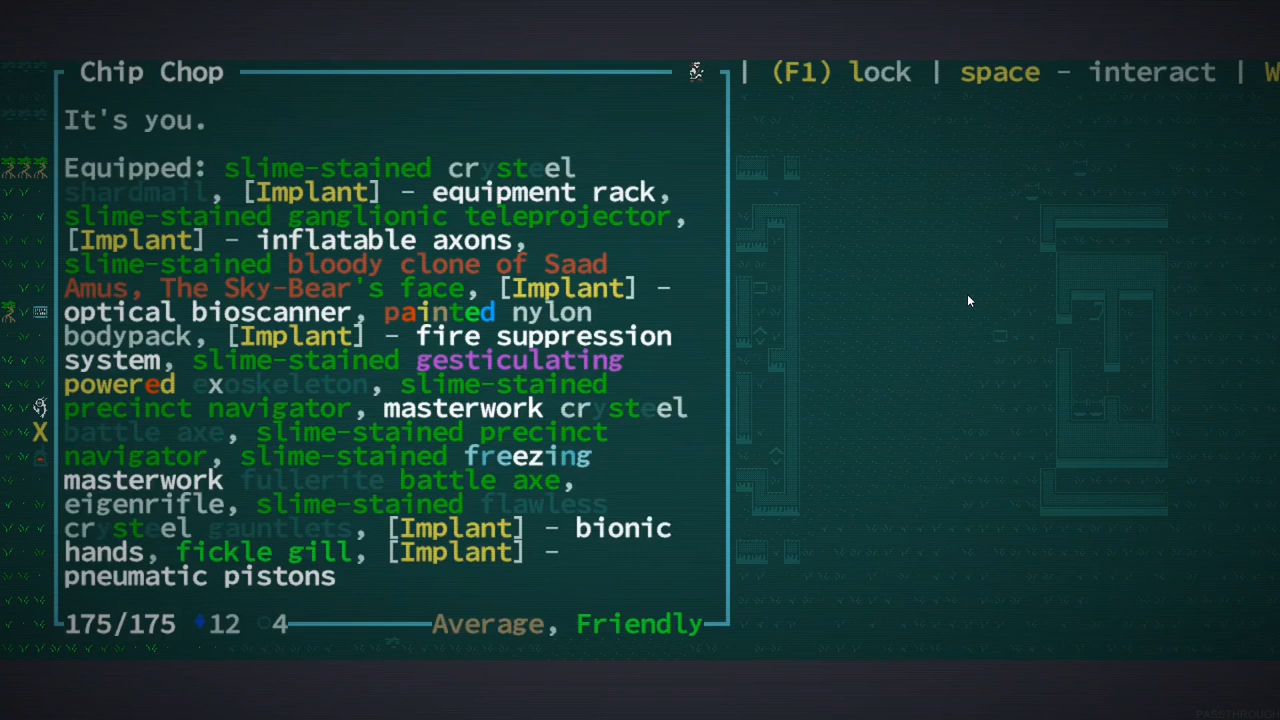 Chip Chop
| (F1) lock | space - interact | W
It's you.
Equipped: slime-stained crysteel
shardmail, [Implant] - equipment rack,
slime-stained ganglionic teleprojector,
[Implant] - inflatable axons,
slime-stained bloody clone of Saad
Amus, The Sky-Bear's face, [Implant] -
optical bioscanner, painted nylon
bodypack, [Implant] - fire suppression
system, slime-stained gesticulating
powered exoskeleton, slime-stained
precinct navigator, masterwork crysteel
battle axe, slime-stained precinct
navigator, slime-stained freezing
masterwork fullerite battle axe,
eigenrifle, slime-stained flawless
crysteel gauntlets, [Implant] - bionic
hands, fickle gill, [Implant] -
pneumatic pistons
175/175 ♦12 ○4 Average, Friendly
X
PASSTHROUGH